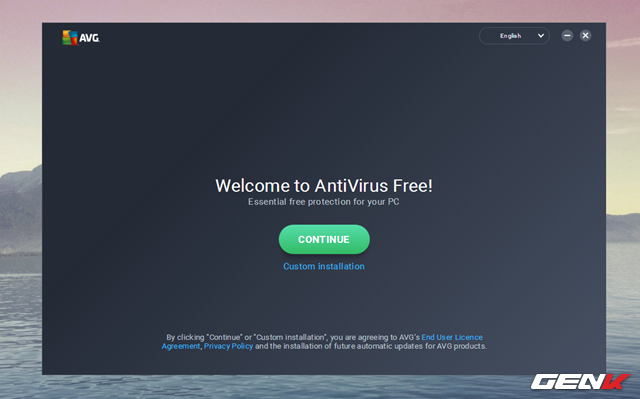 AVG
English
Welcome to AntiVirus Free!
Essential free protection for your PC
CONTINUE
Custom installation
By clicking "Continue" or "Custom installation", you are agreeing to AVG's End User Licence
Agreement, Privacy Policy and the installation of future automatic updates for AVG products.
GENK